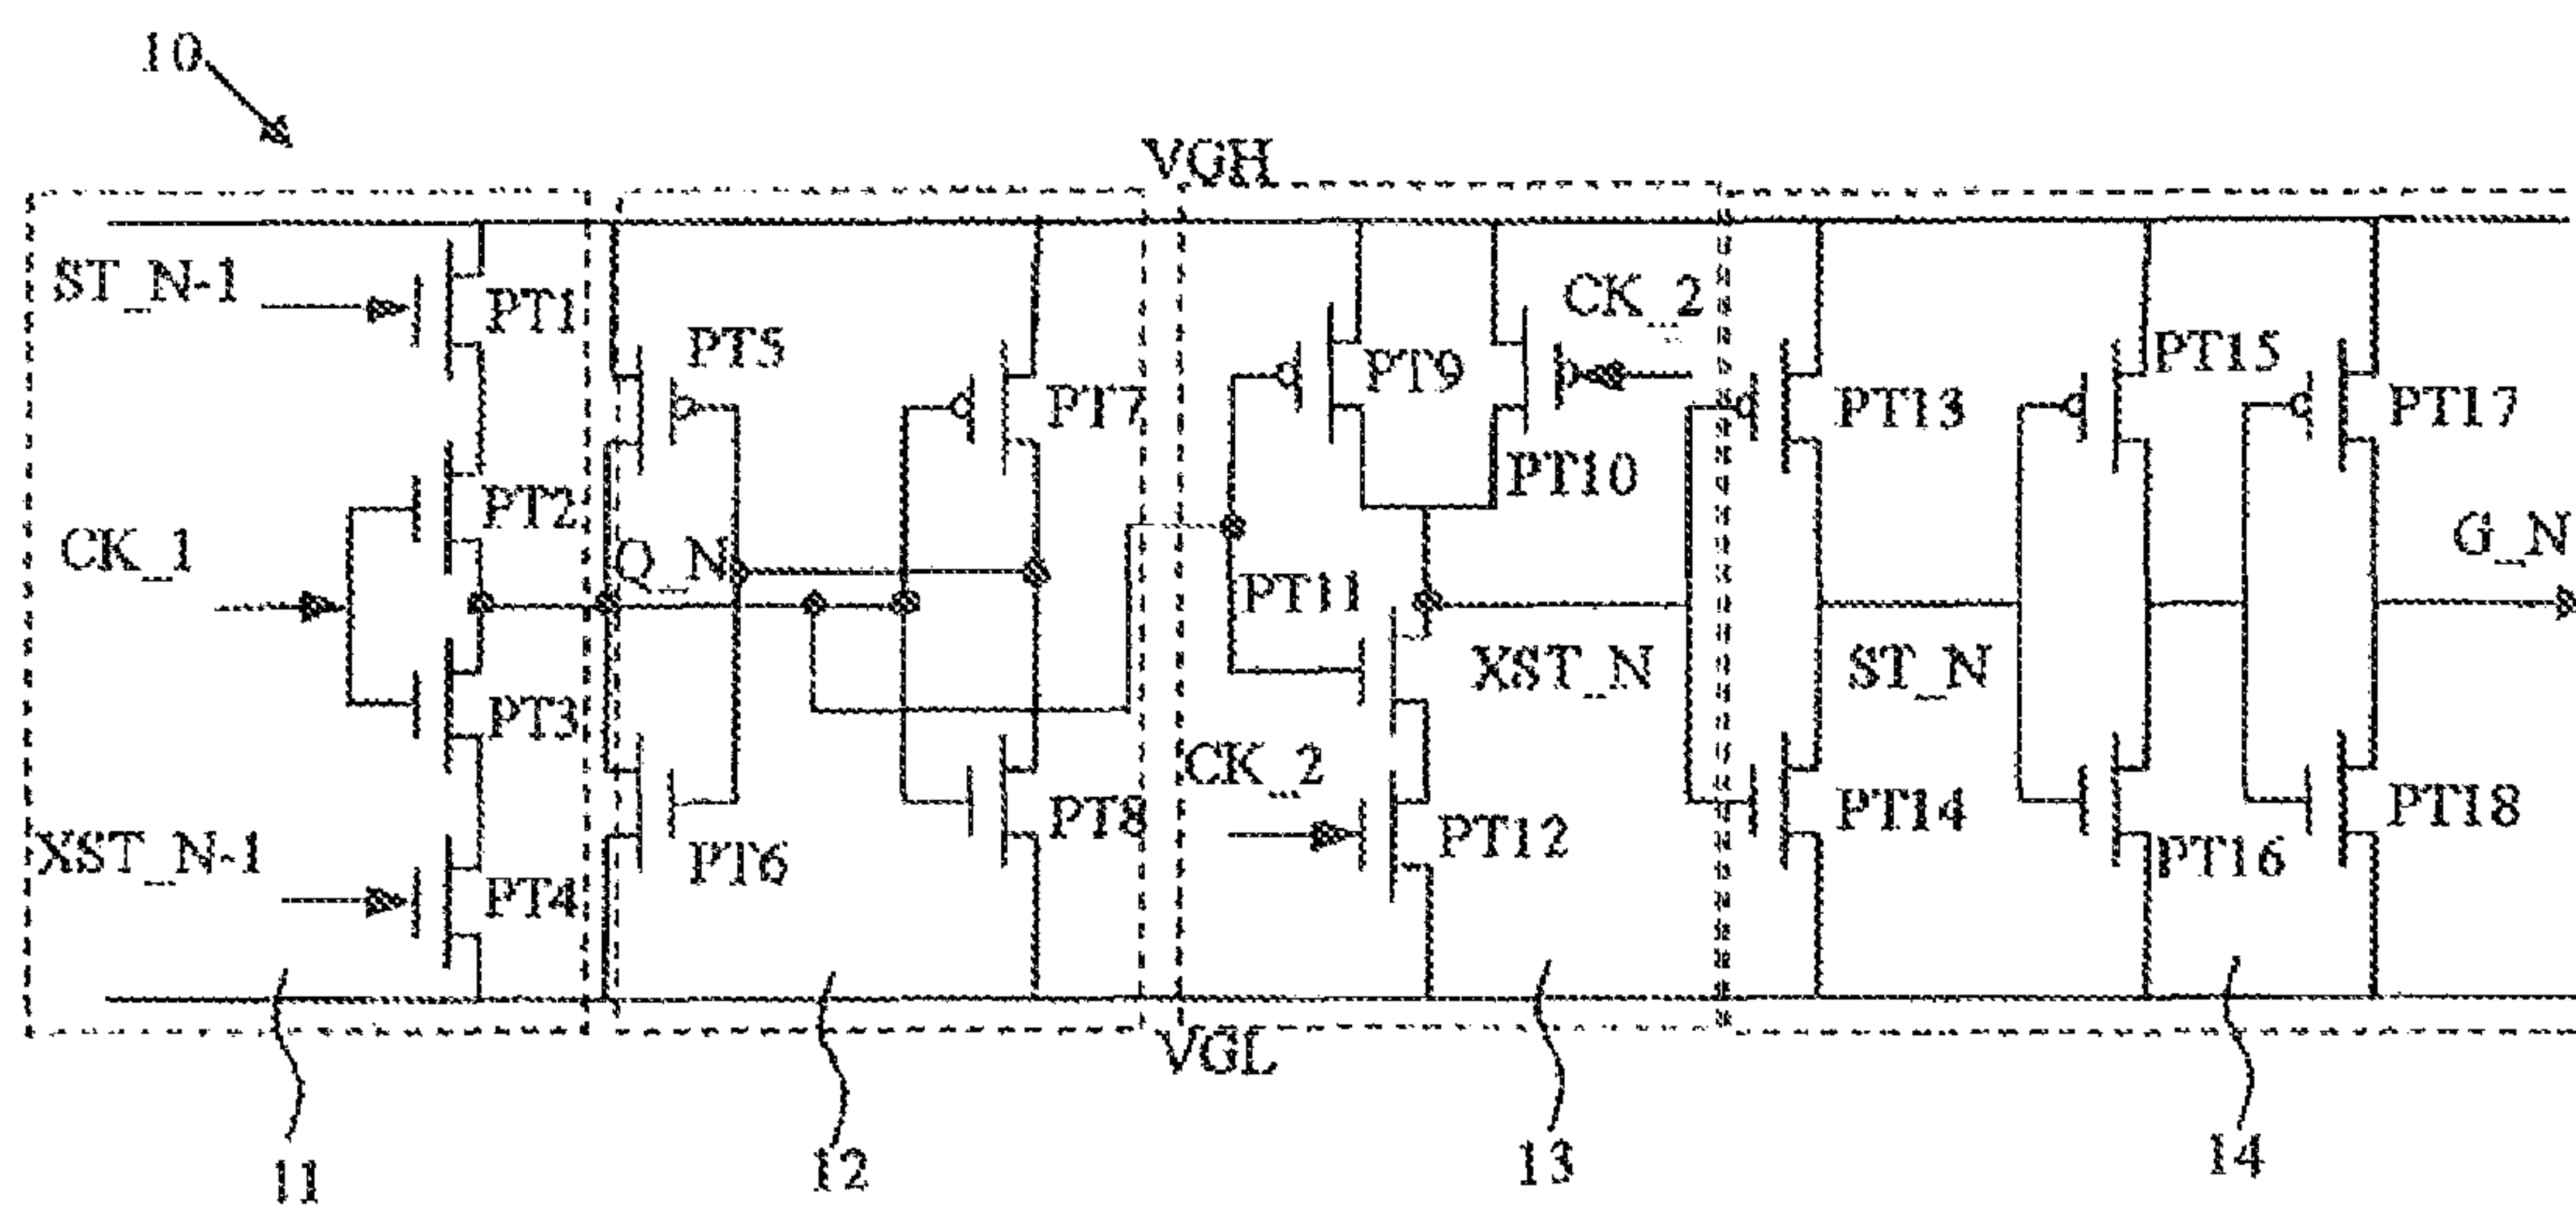 10
VGH
ST_N-1
PT1
PT5
PT7
PT9
CK_2
PT13
PT15
PT17
PT2
PT10
CK_1
Q_N
G_N
PT11
PT3
XST_N
ST_N
CK_2
XST_N-1
PT4
PT6
PT8
PT12
PT14
PT16
PT18
VGL
11
12
13
14